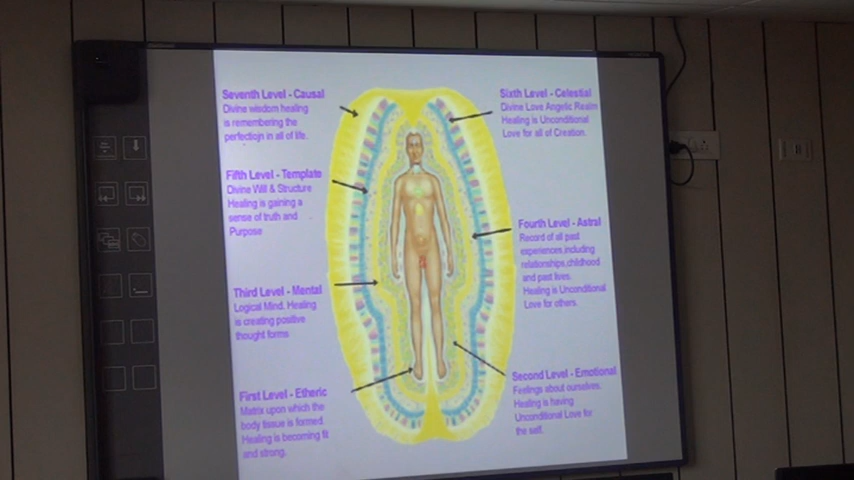 Seventh Level - Causal
Divine wisdom healing
is remembering the
perfectiojn in all of life.
Sixth Level - Celestial
Divine Love Angelic Realm
Healing is Unconditional
Love for all of Creation.
Fifth Level - Template
Divine Will & Structure
Healing is gaining a
sense of truth and
Purpose
Fourth Level - Astral
Record of all past
experiences,including
relationships,childhood
and past lives.
Healing is Unconditional
Love for others.
Third Level - Mental
Logical Mind. Healing
is creating positive
thought forms
Second Level - Emotional
Feelings about ourselves.
Healing is having
Unconditional Love for
the self.
First Level - Etheric
Matrix upon which the
body tissue is formed.
Healing is becoming fit
and strong.